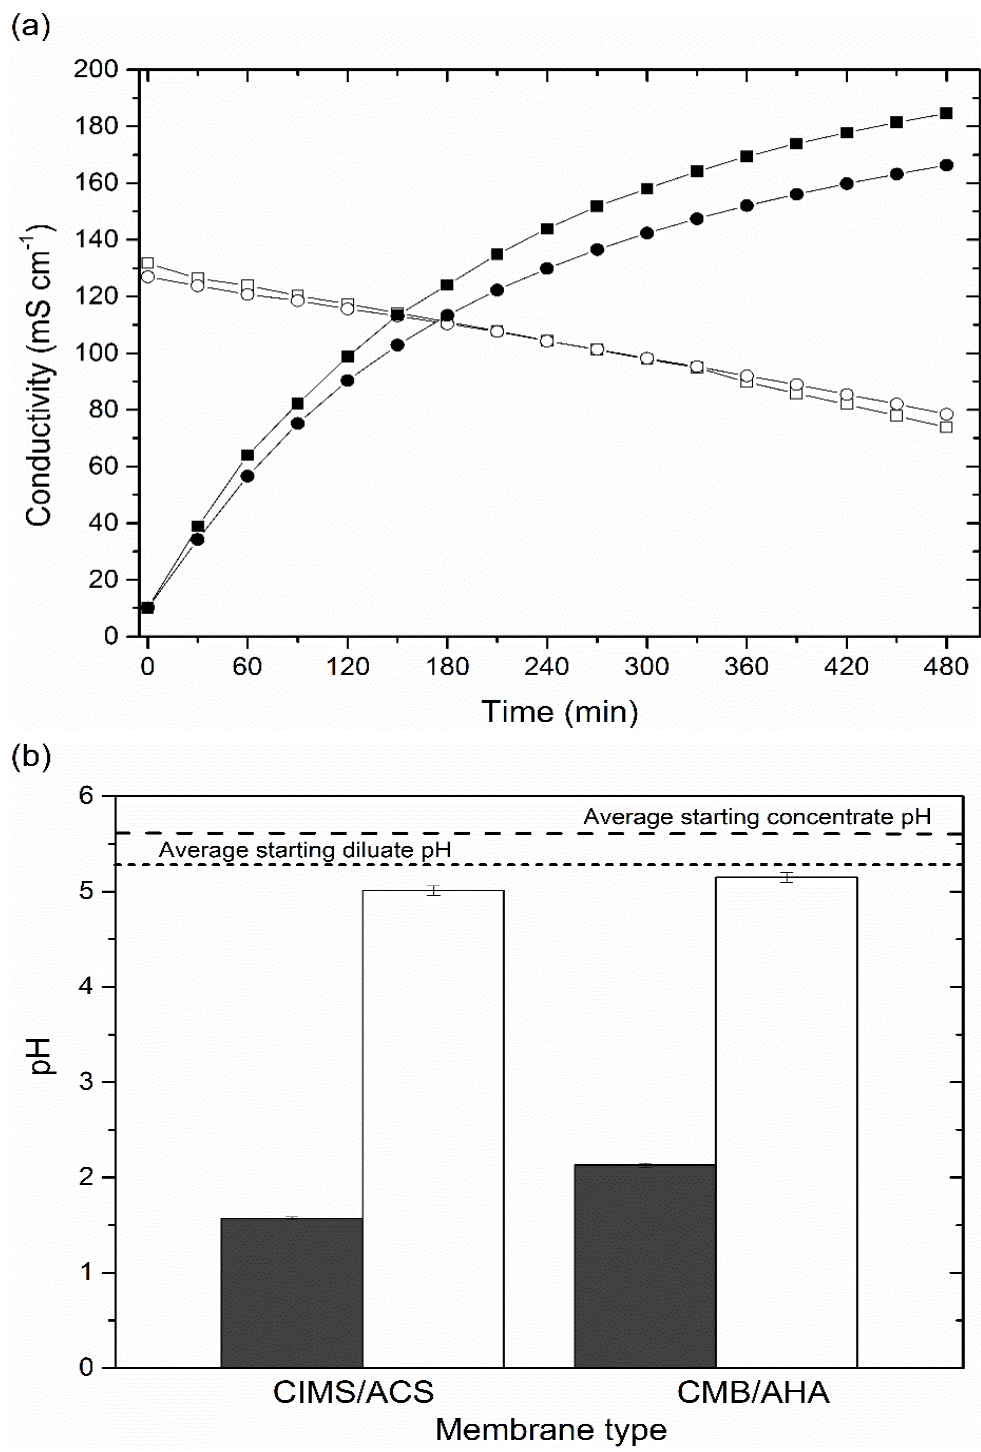 (a)
200
180
160
140
120
100
80
60
40
20
0
Conductivity (mS cm-1)
0 60 120 180 240 300 360 420 480
Time (min)
(b)
6
5
4
3
2
1
0
pH
Average starting concentrate pH
Average starting diluate pH
CIMS/ACS CMB/AHA
Membrane type